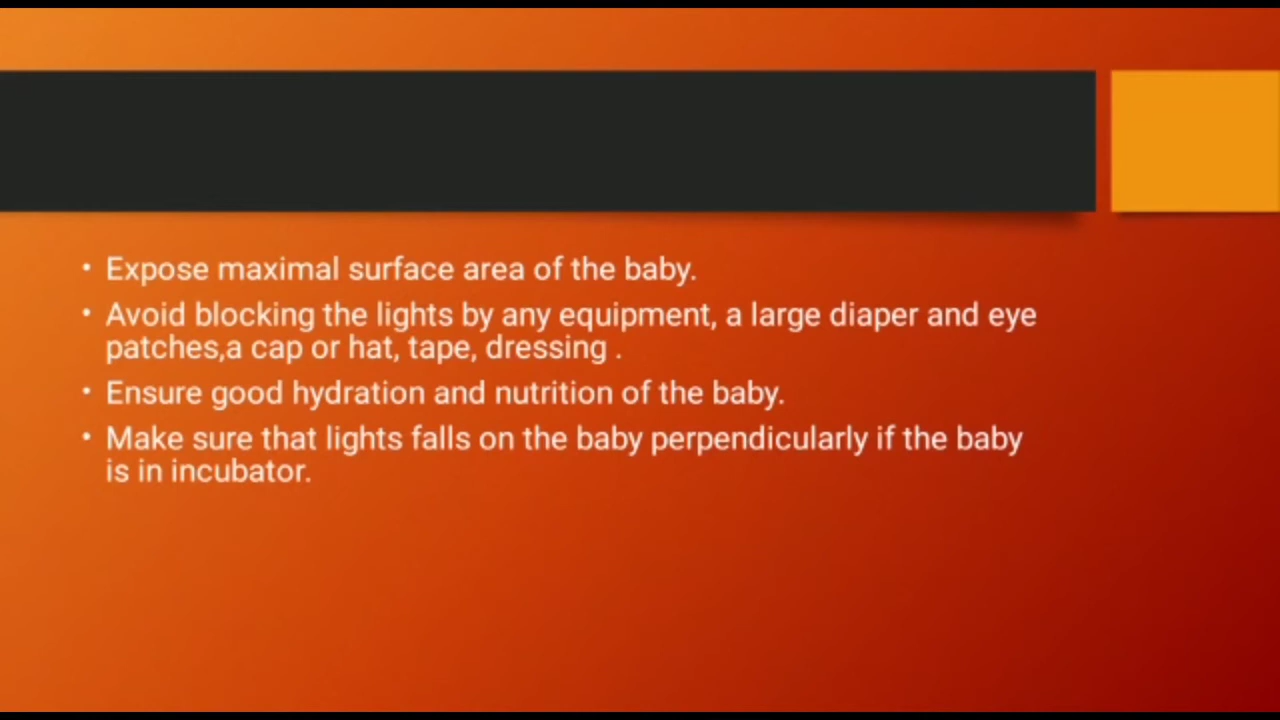 • Expose maximal surface area of the baby.
• Avoid blocking the lights by any equipment, a large diaper and eye
patches,a cap or hat, tape, dressing .
• Ensure good hydration and nutrition of the baby.
• Make sure that lights falls on the baby perpendicularly if the baby
is in incubator.